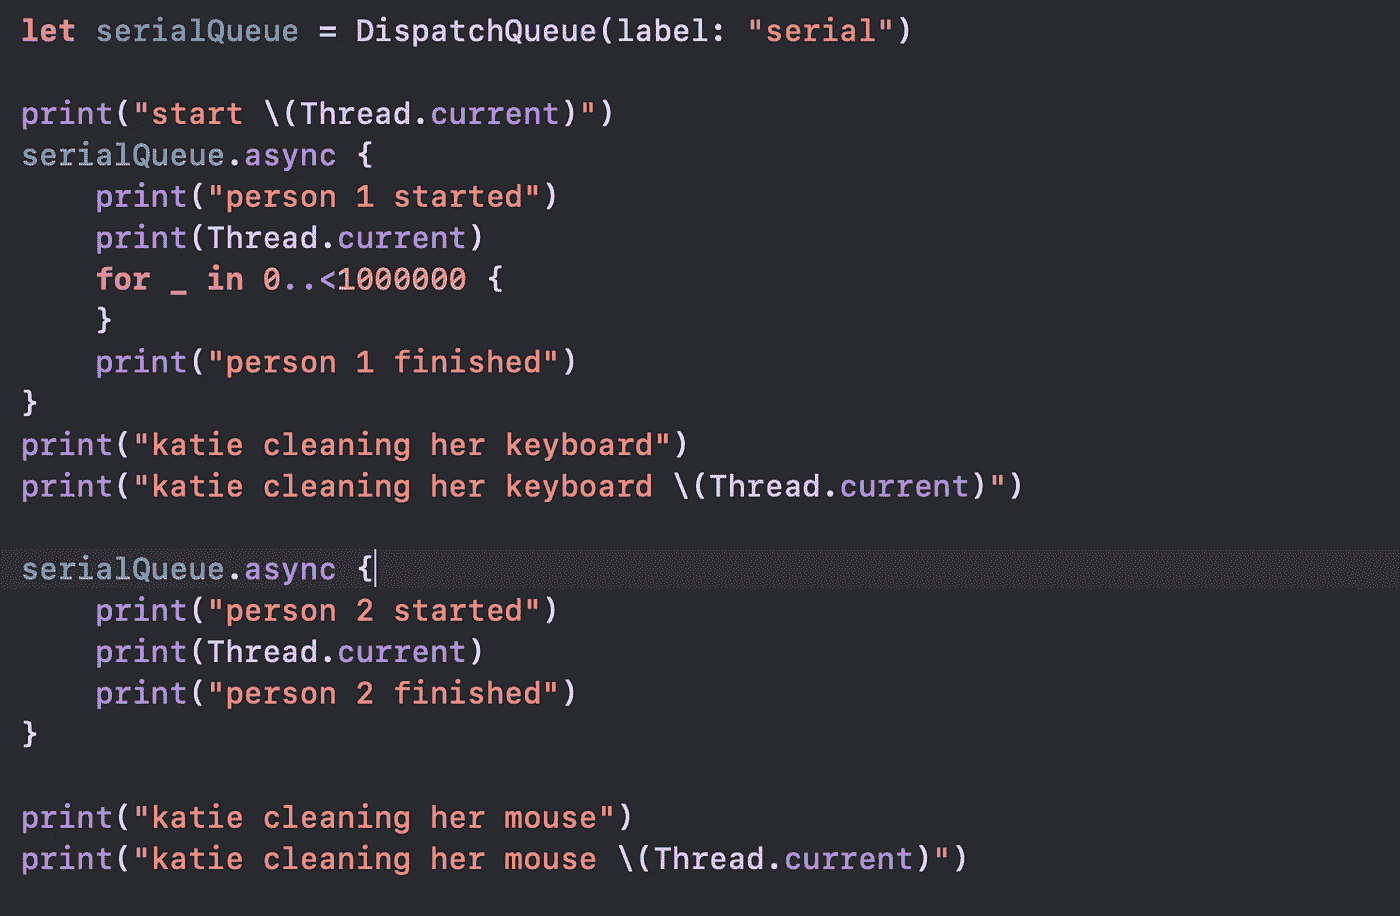 let serialQueue = DispatchQueue(label: "serial")
print("start \(Thread.current)")
serialQueue.async {
    print("person 1 started")
    print(Thread.current)
    for _ in 0..<1000000 {
    }
    print("person 1 finished")
}
print("katie cleaning her keyboard")
print("katie cleaning her keyboard \(Thread.current)")
serialQueue.async {
    print("person 2 started")
    print(Thread.current)
    print("person 2 finished")
}
print("katie cleaning her mouse")
print("katie cleaning her mouse \(Thread.current)")